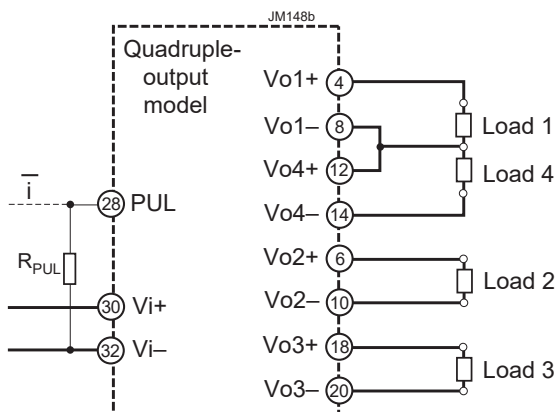 JM148b
Quadruple-
output
model
Vo1+ 4
Vo1– 8
Vo4+ 12
Vo4– 14
Vo2+ 6
Vo2– 10
Vo3+ 18
Vo3– 20
Load 1
Load 4
Load 2
Load 3
i
28 PUL
RPUL
30 Vi+
32 Vi–